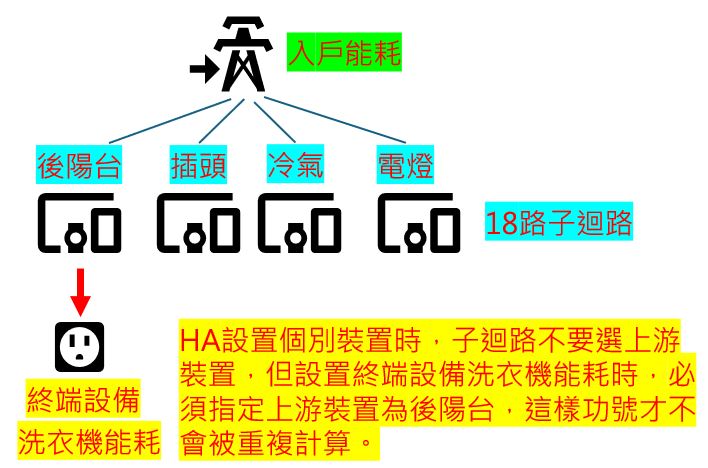 入戶能耗
後陽台
插頭
冷氣
電燈
18路子迴路
HA設置個別裝置時，子迴路不要選上游
裝置，但設置終端設備洗衣機能耗時，必
須指定上游裝置為後陽台，這樣功號才不
會被重複計算。
終端設備
洗衣機能耗